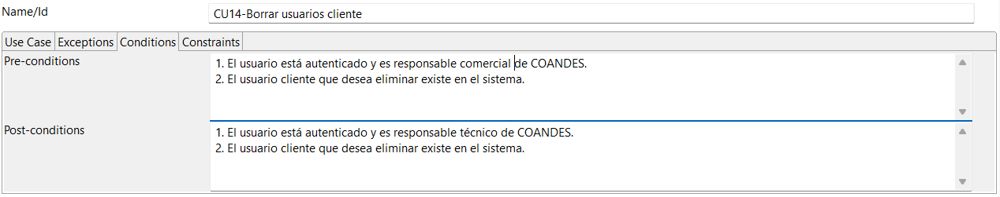 Name/Id
CU14-Borrar usuarios cliente
Use Case Exceptions Conditions Constraints
Pre-conditions
1. El usuario está autenticado y es responsable comercial de COANDES.
2. El usuario cliente que desea eliminar existe en el sistema.
Post-conditions
1. El usuario está autenticado y es responsable técnico de COANDES.
2. El usuario cliente que desea eliminar existe en el sistema.